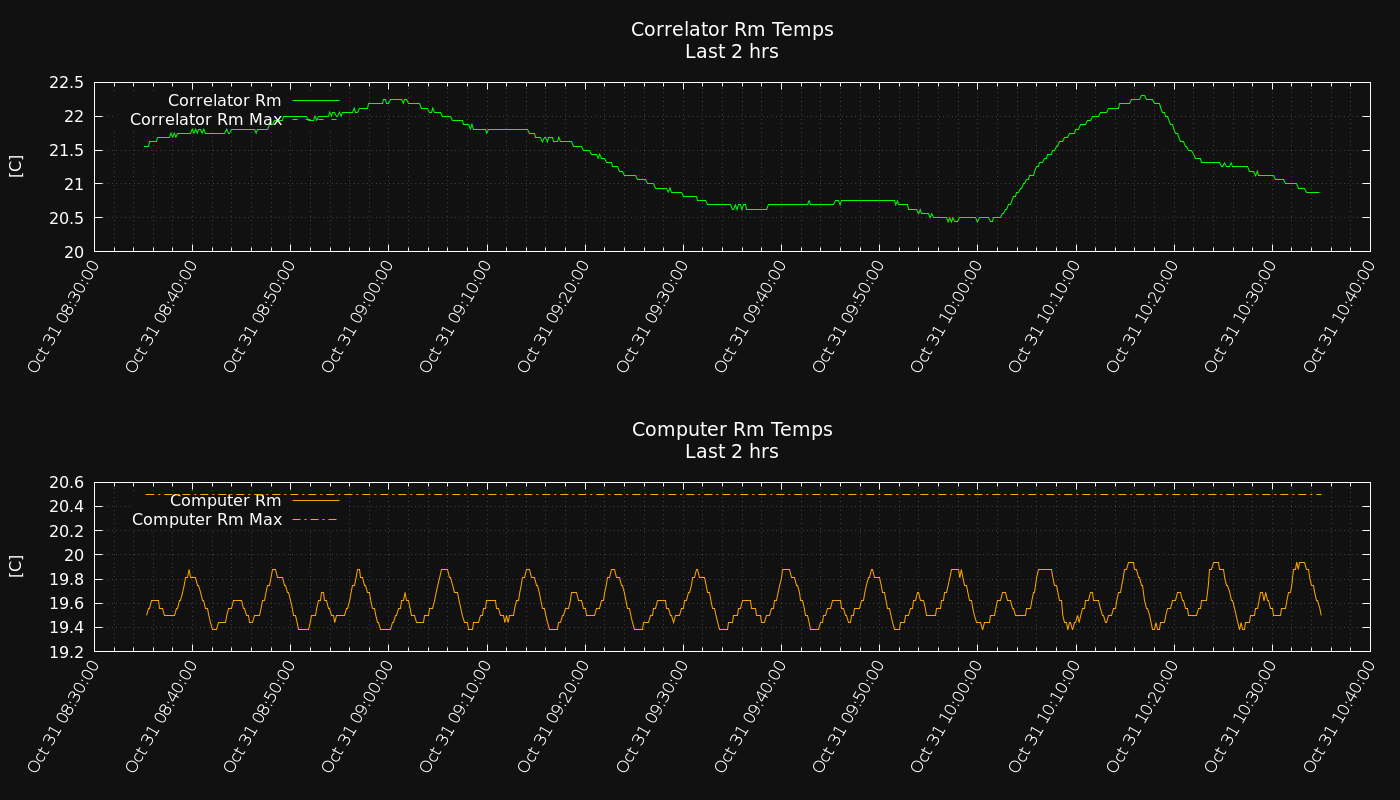 Correlator Rm Temps
Last 2 hrs
22.5
22
21.5
21
20.5
20
[C]
Correlator Rm
Correlator Rm Max
Oct 31 08:30:00
Oct 31 08:40:00
Oct 31 08:50:00
Oct 31 09:00:00
Oct 31 09:10:00
Oct 31 09:20:00
Oct 31 09:30:00
Oct 31 09:40:00
Oct 31 09:50:00
Oct 31 10:00:00
Oct 31 10:10:00
Oct 31 10:20:00
Oct 31 10:30:00
Oct 31 10:40:00
Computer Rm Temps
Last 2 hrs
20.6
20.4
20.2
20
19.8
19.6
19.4
19.2
[C]
Computer Rm
Computer Rm Max
Oct 31 08:30:00
Oct 31 08:40:00
Oct 31 08:50:00
Oct 31 09:00:00
Oct 31 09:10:00
Oct 31 09:20:00
Oct 31 09:30:00
Oct 31 09:40:00
Oct 31 09:50:00
Oct 31 10:00:00
Oct 31 10:10:00
Oct 31 10:20:00
Oct 31 10:30:00
Oct 31 10:40:00